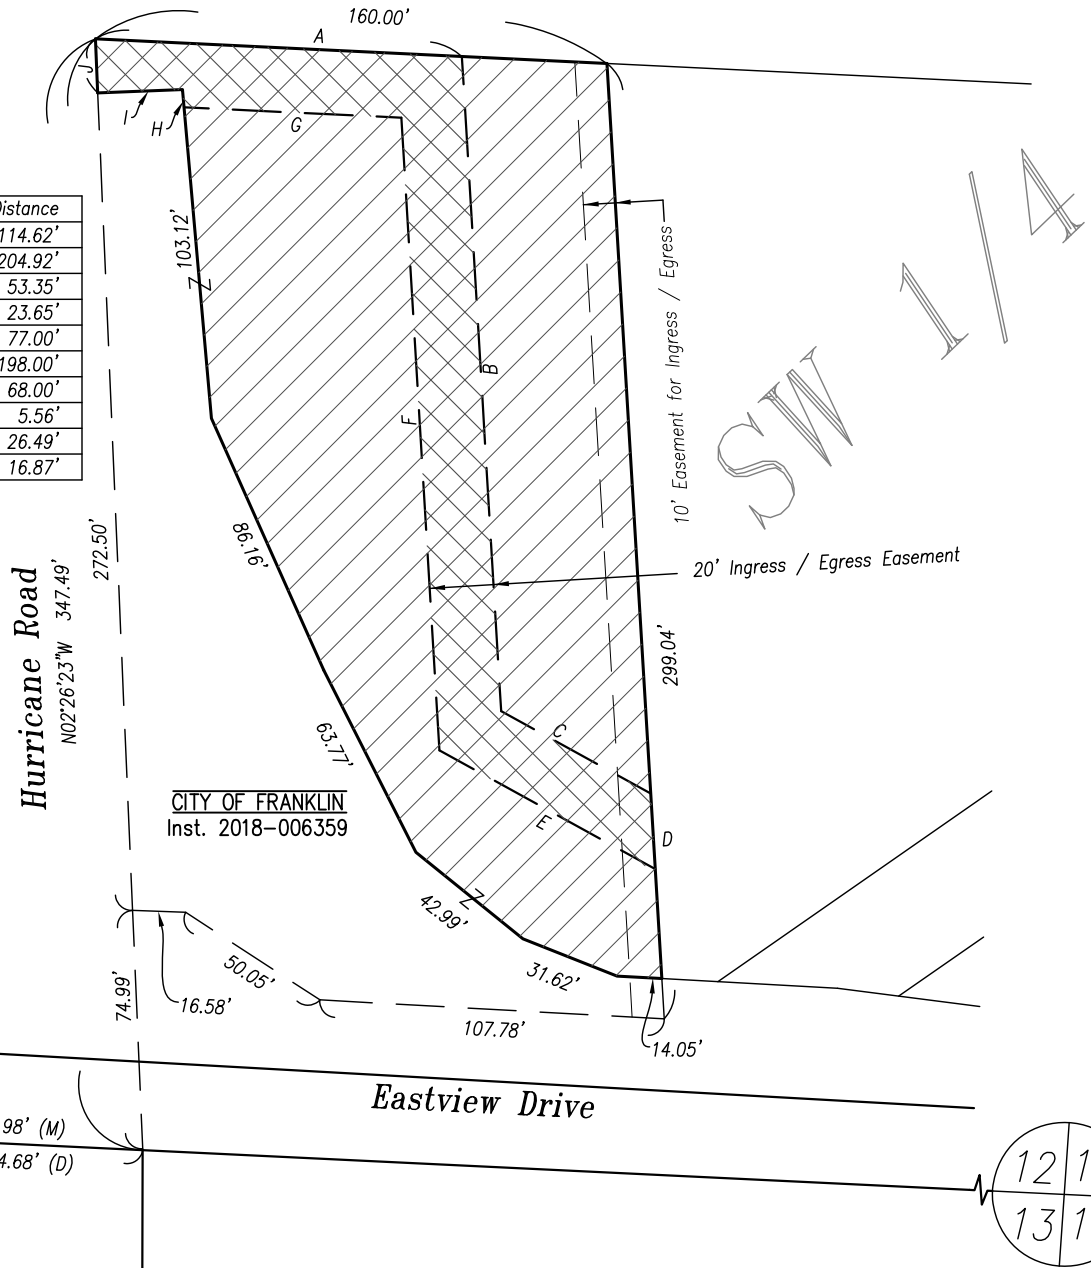 160.00'
A
J
I
H
G
Distance
114.62'
204.92'
53.35'
23.65'
77.00'
198.00'
68.00'
5.56'
26.49'
16.87'
103.12'
Z
B
F
10' Easement for Ingress / Egress
SW 1/4
272.50'
86.16'
20' Ingress / Egress Easement
Hurricane Road
N02°26'23"W 347.49'
299.04'
63.77'
C
CITY OF FRANKLIN
Inst. 2018-006359
E
D
Z
42.99'
31.62'
50.05'
16.58'
74.99'
107.78'
14.05'
Eastview Drive
98' (M)
4.68' (D)
12 1
13 1